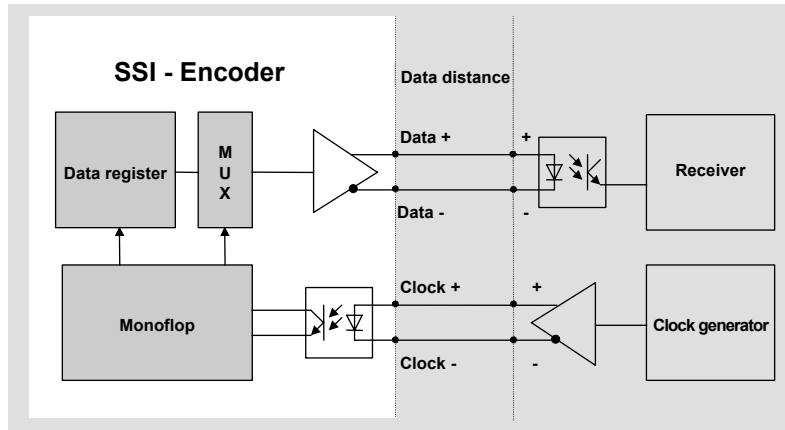 SSI - Encoder
Data distance
Data register
M
U
X
Data +
+
Data -
-
Receiver
Monoflop
Clock +
+
Clock -
-
Clock generator